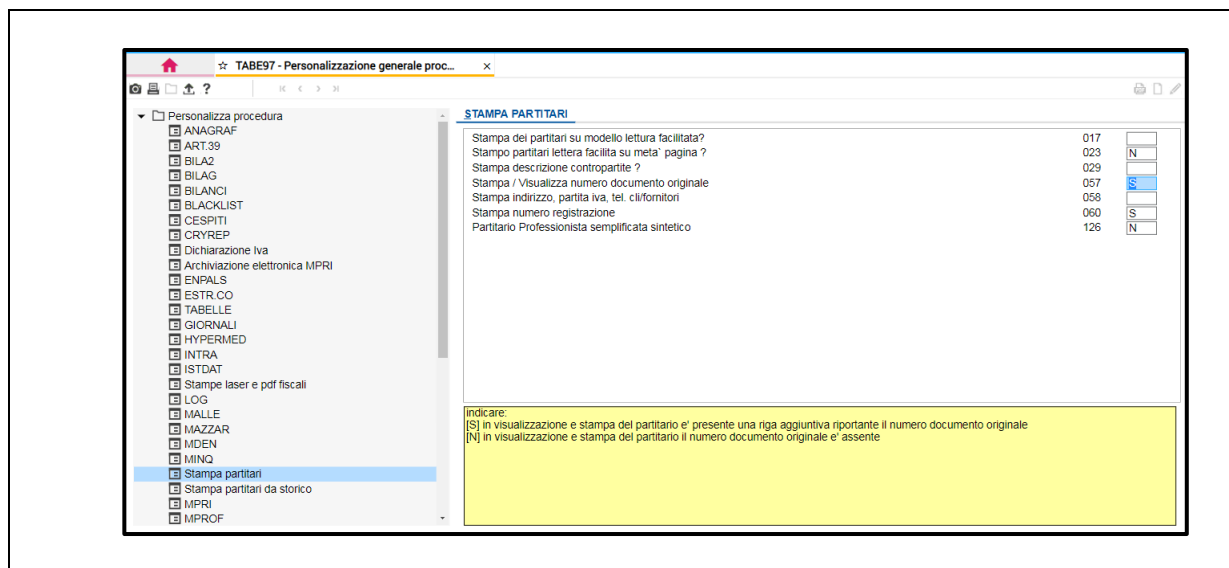 ☆ TABE97 - Personalizzazione generale proc... ×
?
Personalizza procedura
ANAGRAF
ART.39
BILA2
BILAG
BILANCI
BLACKLIST
CESPITI
CRYREP
Dichiarazione Iva
Archiviazione elettronica MPRI
ENPALS
ESTR.CO
TABELLE
GIORNALI
HYPERMED
INTRA
ISTDAT
Stampe laser e pdf fiscali
LOG
MALLE
MAZZAR
MDEN
MINQ
Stampa partitari
Stampa partitari da storico
MPRI
MPROF
STAMPA PARTITARI
Stampa dei partitari su modello lettura facilitata? 017
Stampo partitari lettera facilita su meta` pagina ? 023 N
Stampa descrizione contropartite ? 029
Stampa / Visualizza numero documento originale 057 S
Stampa indirizzo, partita iva, tel. cli/fornitori 058
Stampa numero registrazione 060 S
Partitario Professionista semplificata sintetico 126 N
indicare:
[S] in visualizzazione e stampa del partitario e' presente una riga aggiuntiva riportante il numero documento originale
[N] in visualizzazione e stampa del partitario il numero documento originale e' assente